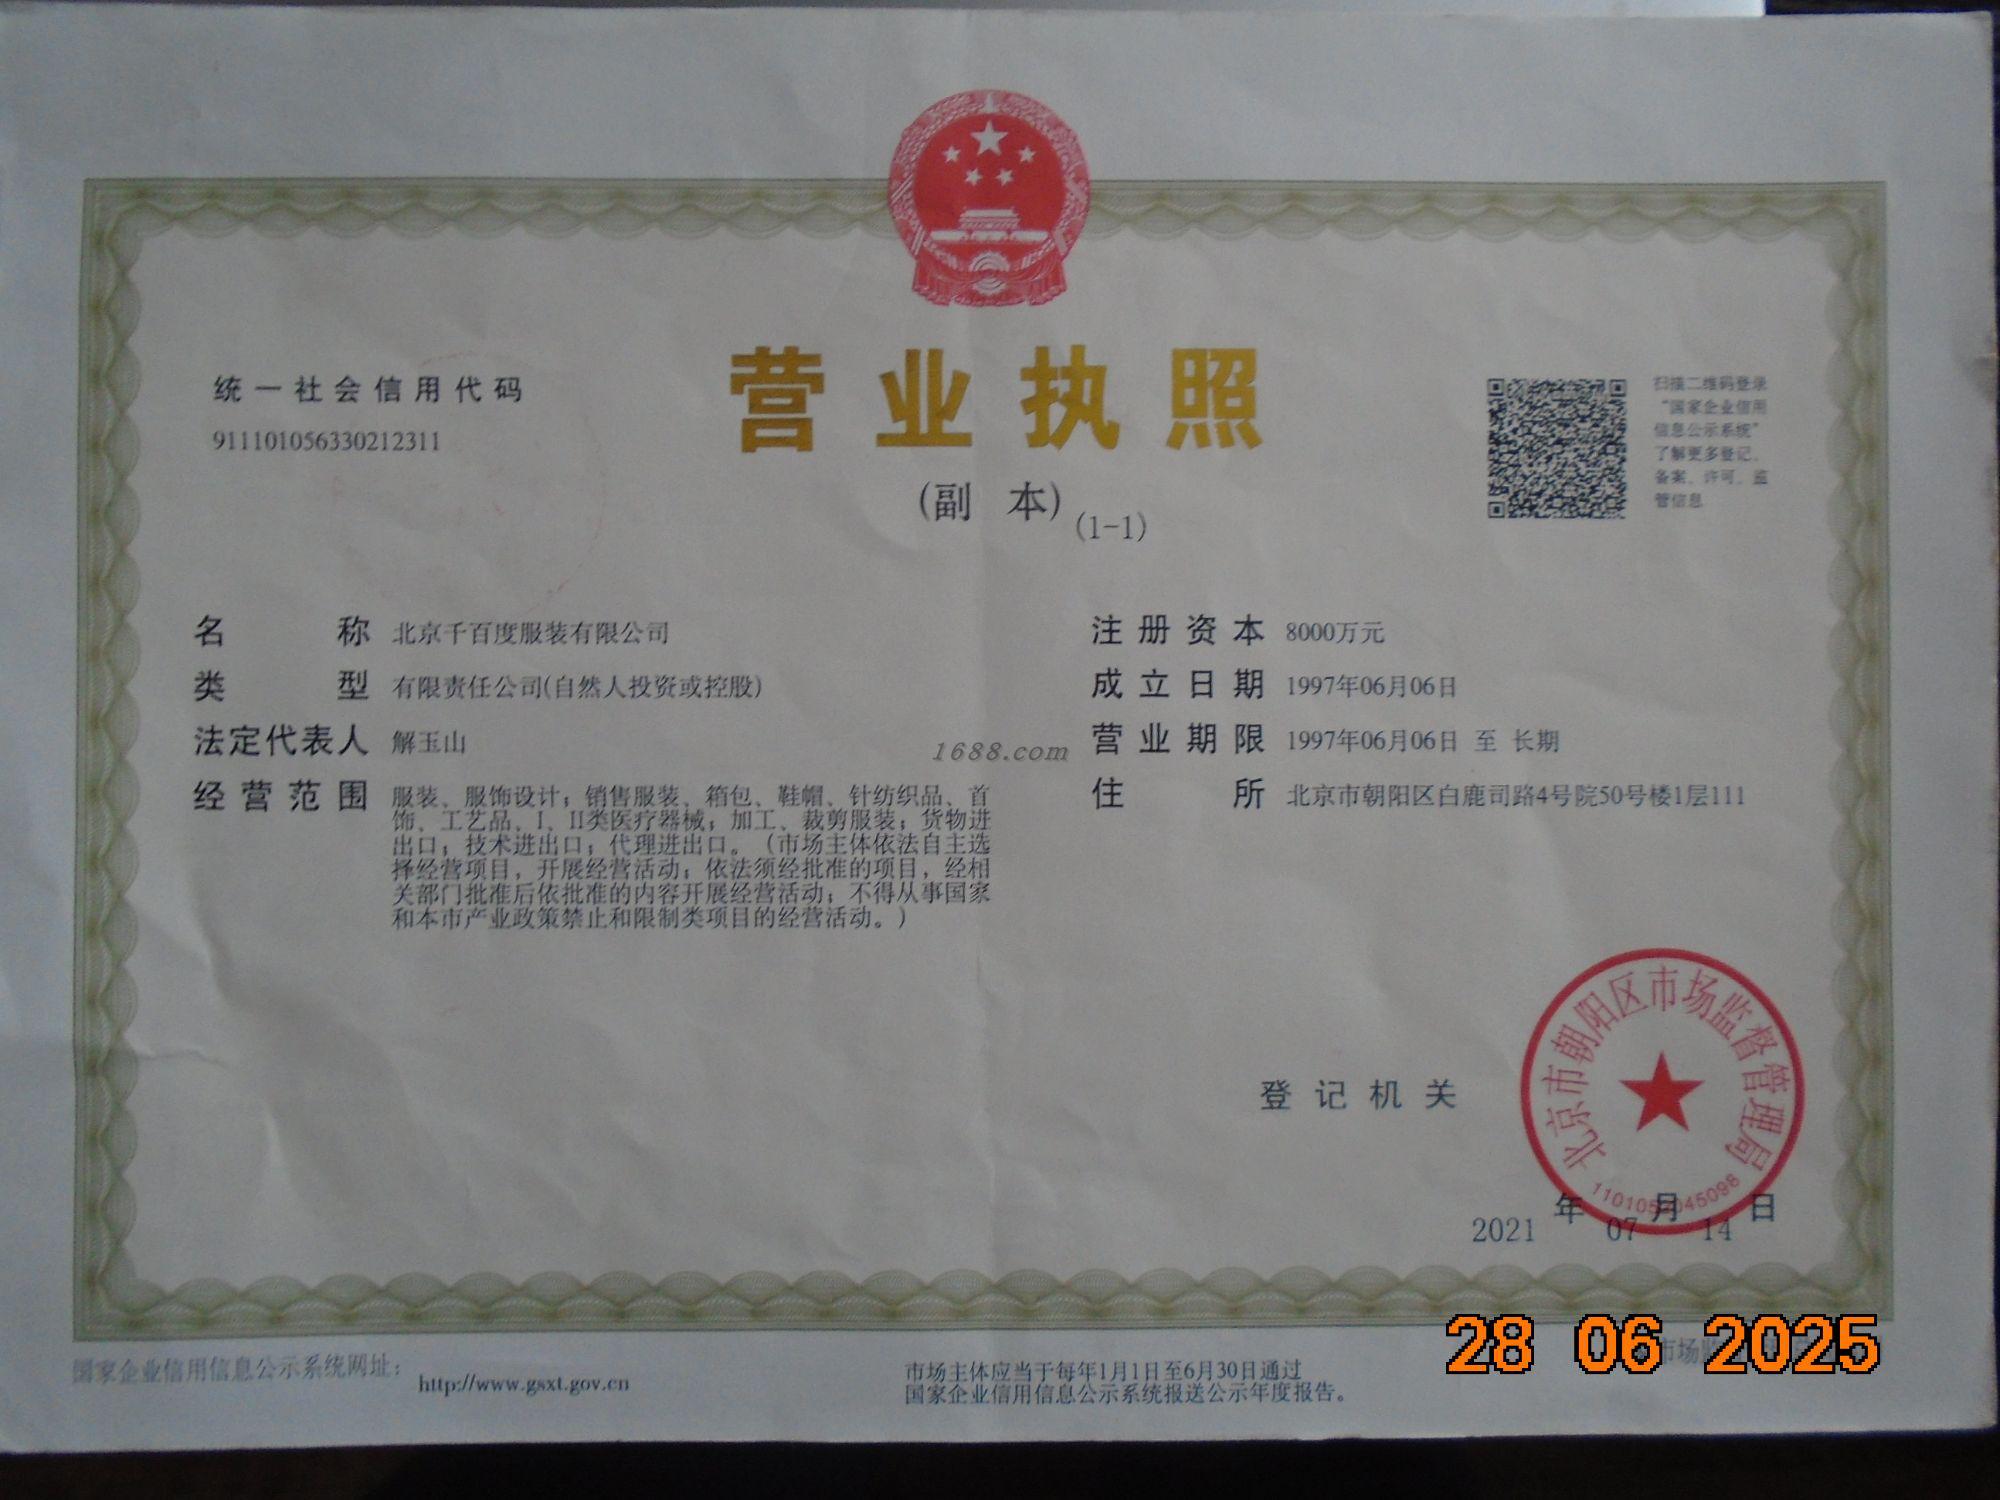 营业执照
(副 本) (1-1)
统一社会信用代码
911101056330212311
扫描二维码登录
“国家企业信用
信息公示系统”
了解更多登记、
备案、许可、监
管信息
名 称 北京千百度服装有限公司
类 型 有限责任公司(自然人投资或控股)
法定代表人 解玉山
经营范围 服装、服饰设计；销售服装、箱包、鞋帽、针纺织品、首
饰、工艺品、I、II类医疗器械；加工、裁剪服装；货物进
出口；技术进出口；代理进出口。（市场主体依法自主选
择经营项目，开展经营活动；依法须经批准的项目，经相
关部门批准后依批准的内容开展经营活动；不得从事国家
和本市产业政策禁止和限制类项目的经营活动。）
注册资本 8000万元
成立日期 1997年06月06日
营业期限 1997年06月06日 至 长期
住 所 北京市朝阳区白鹿司路4号院50号楼1层111
1688.com
登记机关
北京市朝阳区市场监督管理局
2021 年 07 月 14 日
国家企业信用信息公示系统网址：
http://www.gsxt.gov.cn
市场主体应当于每年1月1日至6月30日通过
国家企业信用信息公示系统报送公示年度报告。
28 06 2025